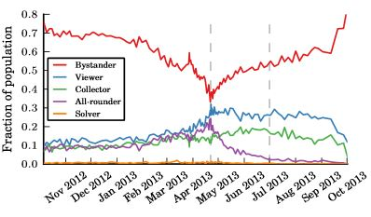 Fraction of population
0.8
0.7
0.6
0.5
0.4
0.3
0.2
0.1
0.0
Bystander
Viewer
Collector
All-rounder
Solver
Nov 2012
Dec 2012
Jan 2013
Feb 2013
Mar 2013
Apr 2013
May 2013
Jun 2013
Jul 2013
Aug 2013
Sep 2013
Oct 2013